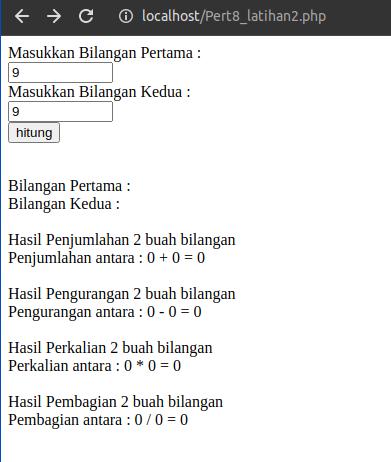 localhost/Pert8_latihan2.php
Masukkan Bilangan Pertama :
9
Masukkan Bilangan Kedua :
9
hitung
Bilangan Pertama :
Bilangan Kedua :
Hasil Penjumlahan 2 buah bilangan
Penjumlahan antara : 0 + 0 = 0
Hasil Pengurangan 2 buah bilangan
Pengurangan antara : 0 - 0 = 0
Hasil Perkalian 2 buah bilangan
Perkalian antara : 0 * 0 = 0
Hasil Pembagian 2 buah bilangan
Pembagian antara : 0 / 0 = 0